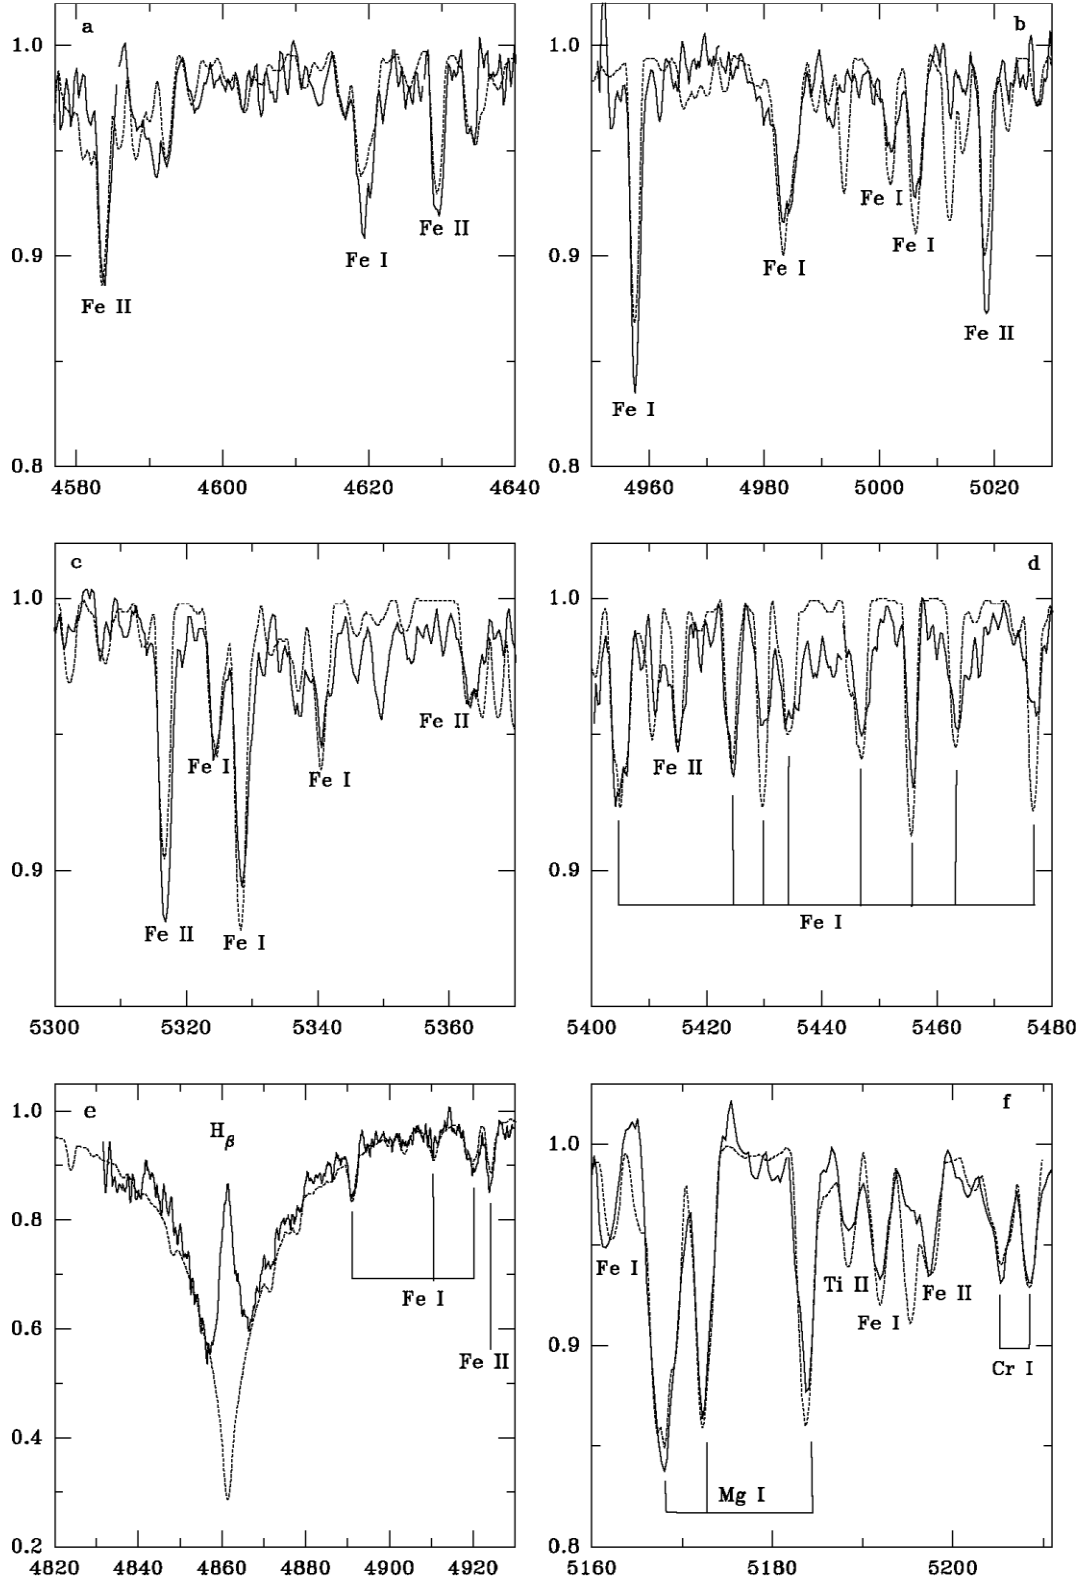 a
1.0
Fe II
Fe I
Fe II
0.9
0.8
4580 4600 4620 4640
b
1.0
Fe I
Fe I
Fe I
Fe I
Fe II
0.9
0.8
4960 4980 5000 5020
c
1.0
Fe II
Fe I
Fe I
Fe I
Fe II
0.9
5300 5320 5340 5360
d
1.0
Fe II
Fe I
0.9
5400 5420 5440 5460 5480
e
1.0
Hβ
0.8
Fe I
0.6
Fe II
0.4
0.2
4820 4840 4860 4880 4900 4920
f
1.0
Fe I
Ti II
Fe II
Fe I
0.9
Cr I
Mg I
0.8
5160 5180 5200